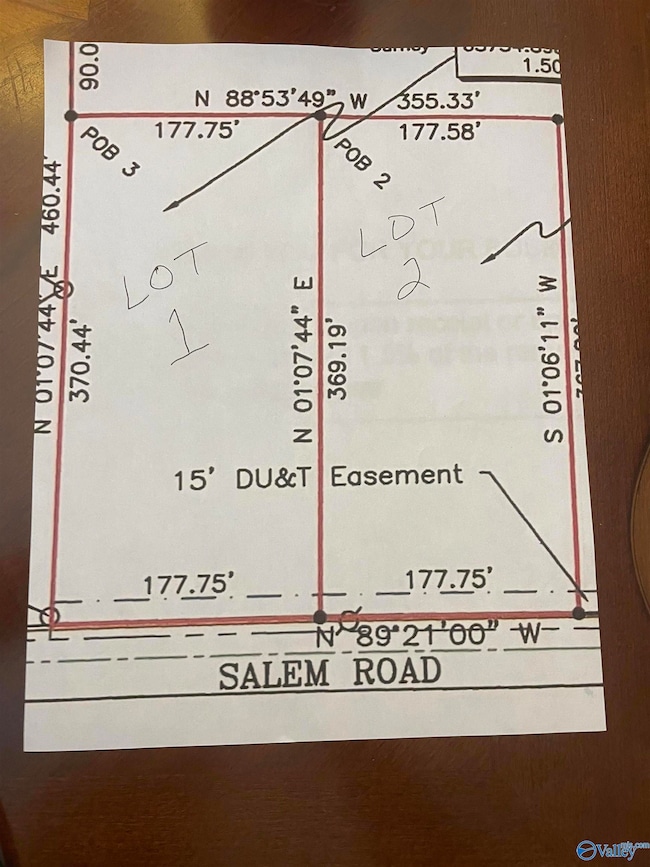 90.0
1.50
N 88°53'49" W 355.33'
177.75' 177.58'
POB 3
POB 2
LOT
1
LOT
2
N 01°07'44" E 460.44'
370.44'
N 01°07'44" E
369.19'
S 01°06'11" W
15' DU&T Easement
177.75' 177.75'
N 89°21'00" W
SALEM ROAD
Valley